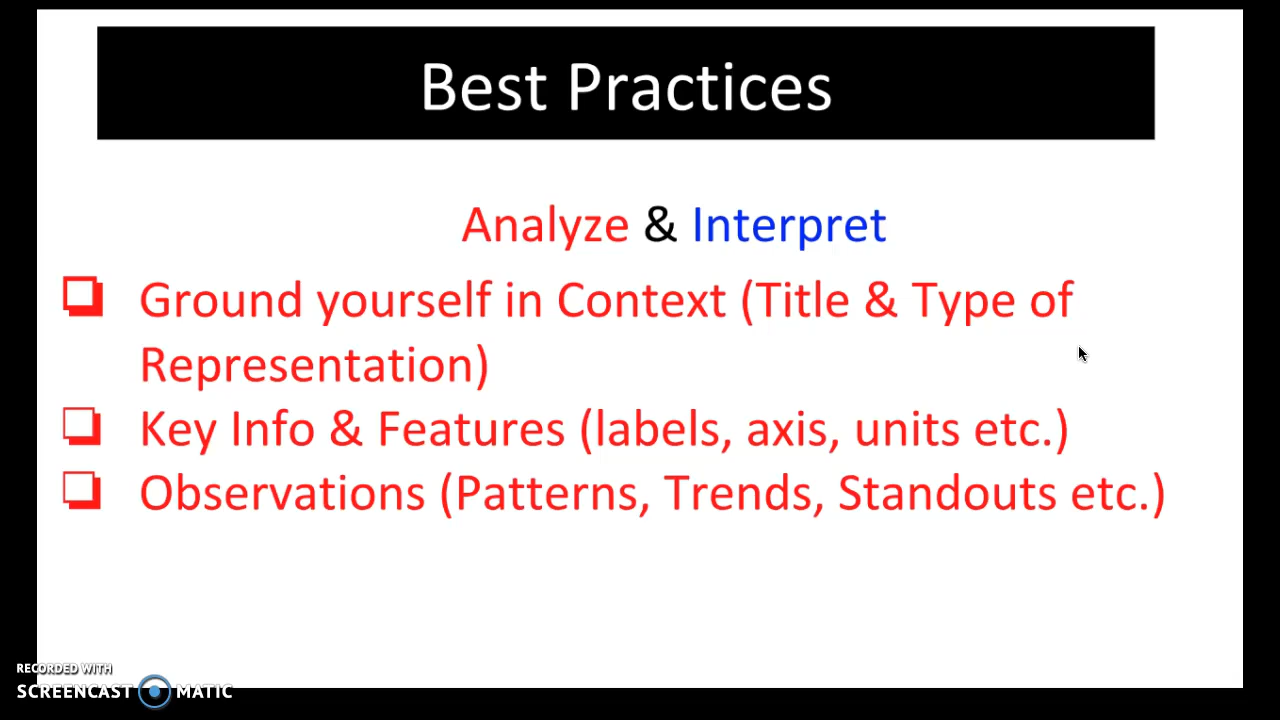 Best Practices
Analyze & Interpret
Ground yourself in Context (Title & Type of
Representation)
Key Info & Features (labels, axis, units etc.)
Observations (Patterns, Trends, Standouts etc.)
RECORDED WITH
SCREENCAST MATIC